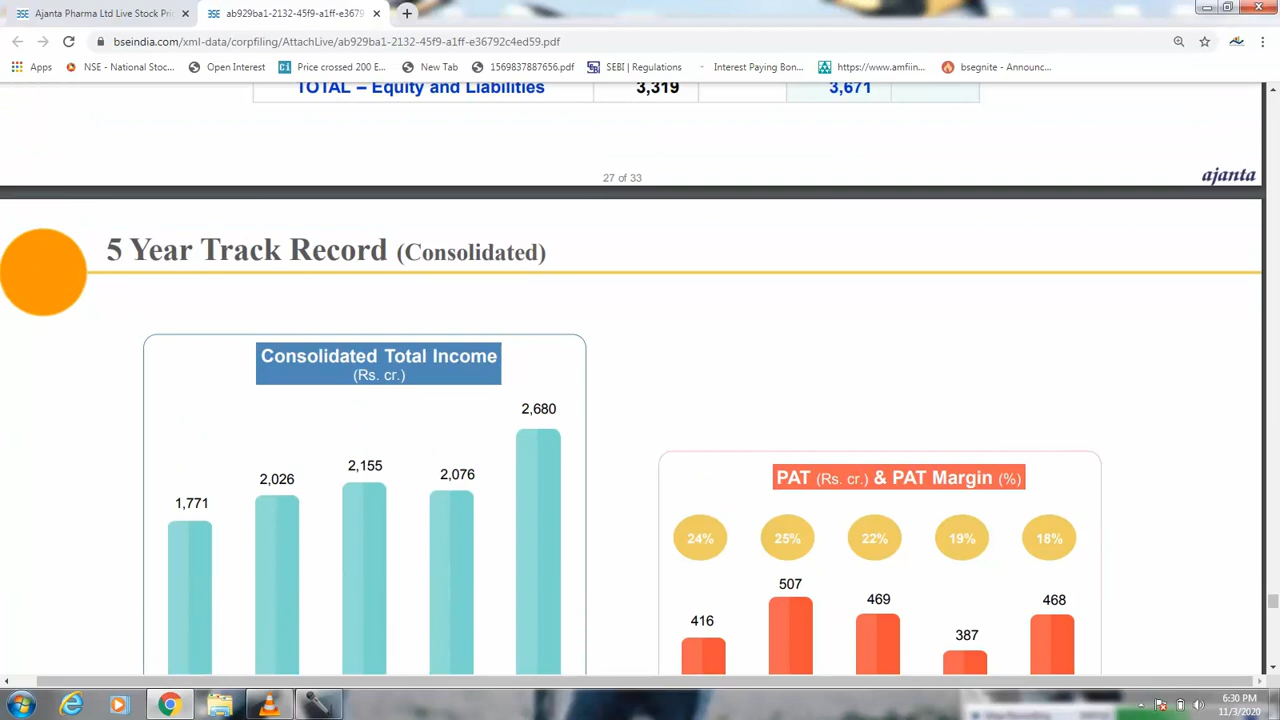 Ajanta Pharma Ltd Live Stock Pri
ab929ba1-2132-45f9-a1ff-e3679
bseindia.com/xml-data/corpfiling/AttachLive/ab929ba1-2132-45f9-a1ff-e36792c4ed59.pdf
Apps
NSE - National Stoc...
Open Interest
Price crossed 200 E...
New Tab
1569837887656.pdf
SEBI | Regulations
Interest Paying Bon...
https://www.amfiin...
bsegnite - Announc...
TOTAL – Equity and Liabilities 3,319 3,671
27 of 33
ajanta
5 Year Track Record (Consolidated)
Consolidated Total Income
(Rs. cr.)
1,771
2,026
2,155
2,076
2,680
PAT (Rs. cr.) & PAT Margin (%)
24% 25% 22% 19% 18%
416
507
469
387
468
6:30 PM
11/3/2020